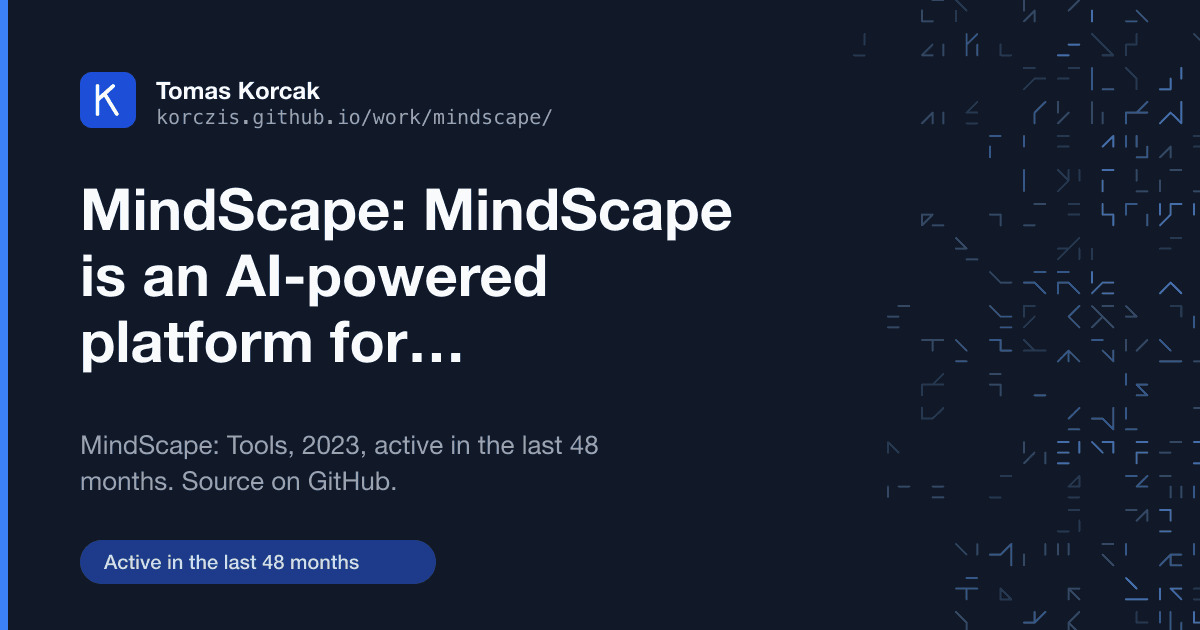 K
Tomas Korcak
korczis.github.io/work/mindscape/
MindScape: MindScape
is an AI-powered
platform for...
MindScape: Tools, 2023, active in the last 48
months. Source on GitHub.
Active in the last 48 months